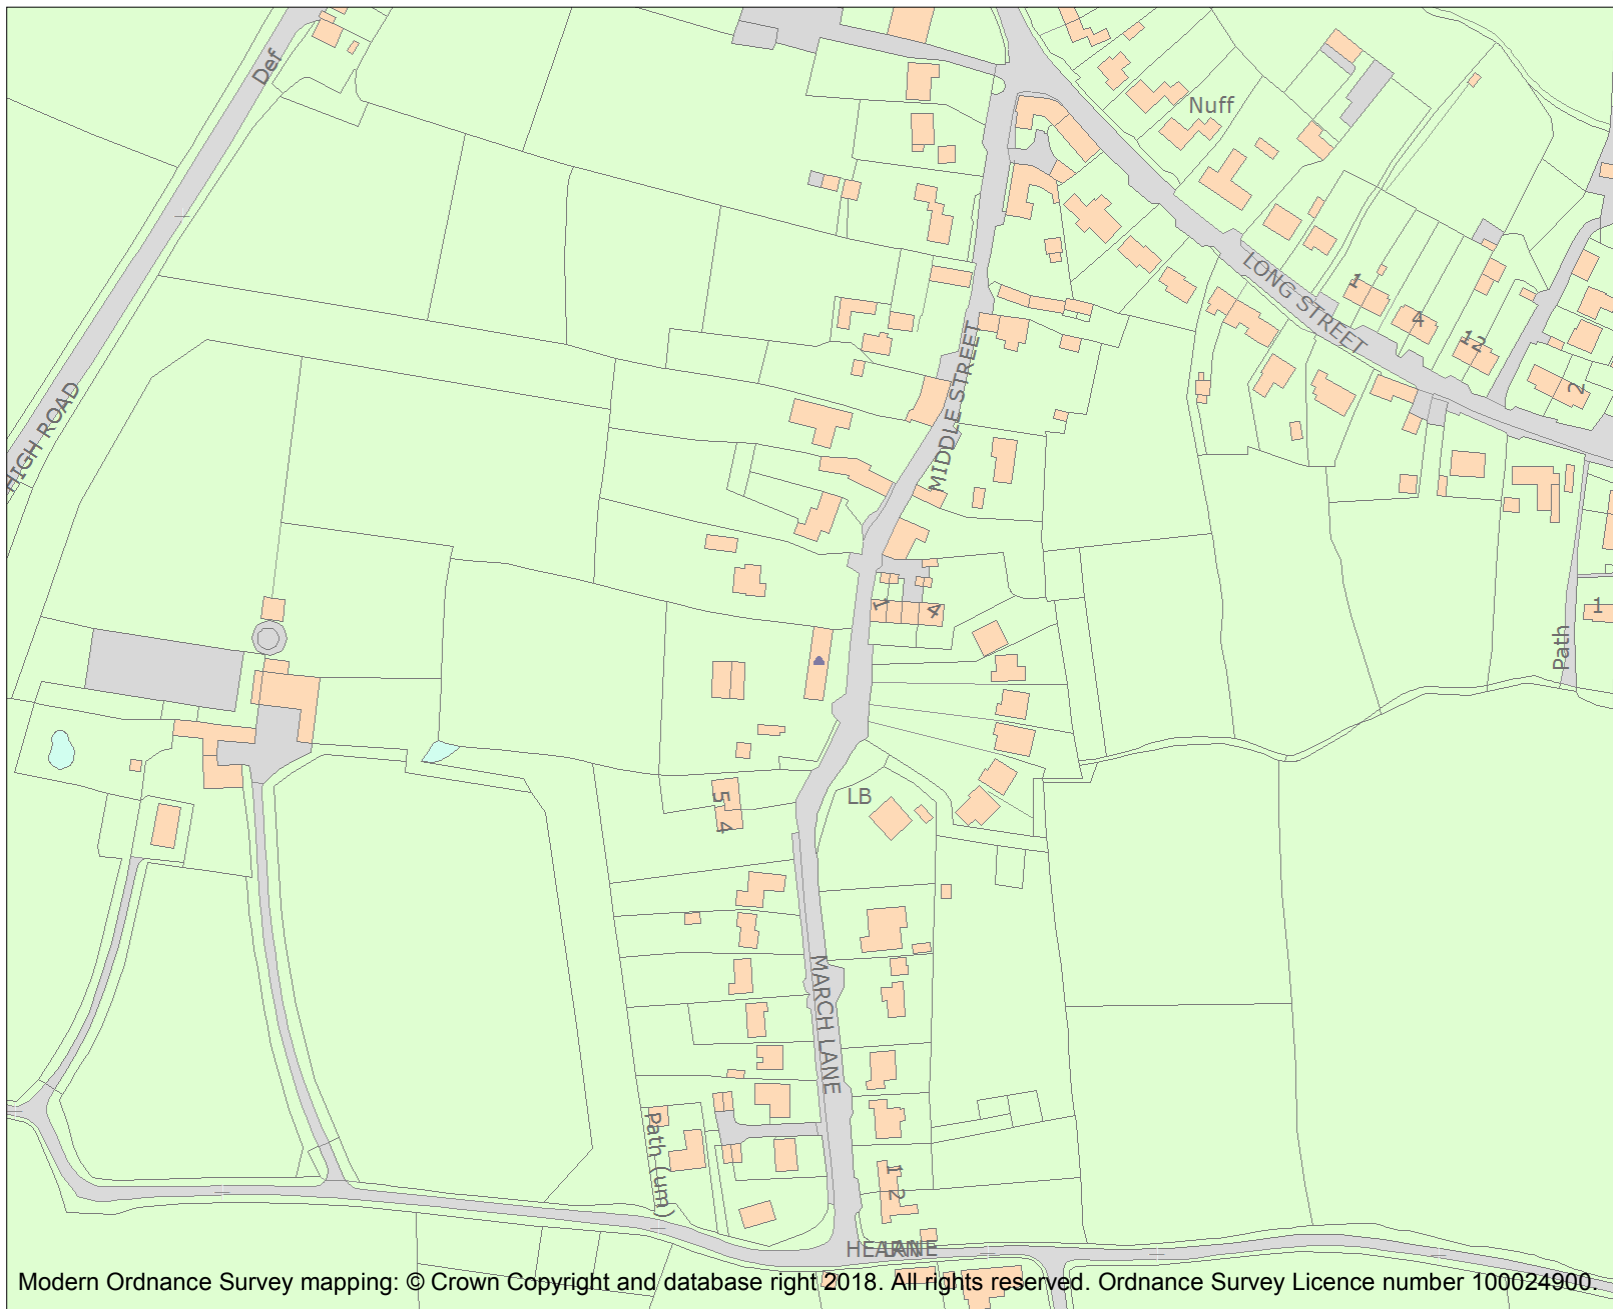 Def
Nuff
LONG STREET
1
4
12
2
HIGH ROAD
MIDDLE STREET
1
4
1
Path
LB
5
4
MARCH LANE
Path (um)
1
2
LANE
Modern Ordnance Survey mapping: © Crown Copyright and database right 2018. All rights reserved. Ordnance Survey Licence number 100024900.